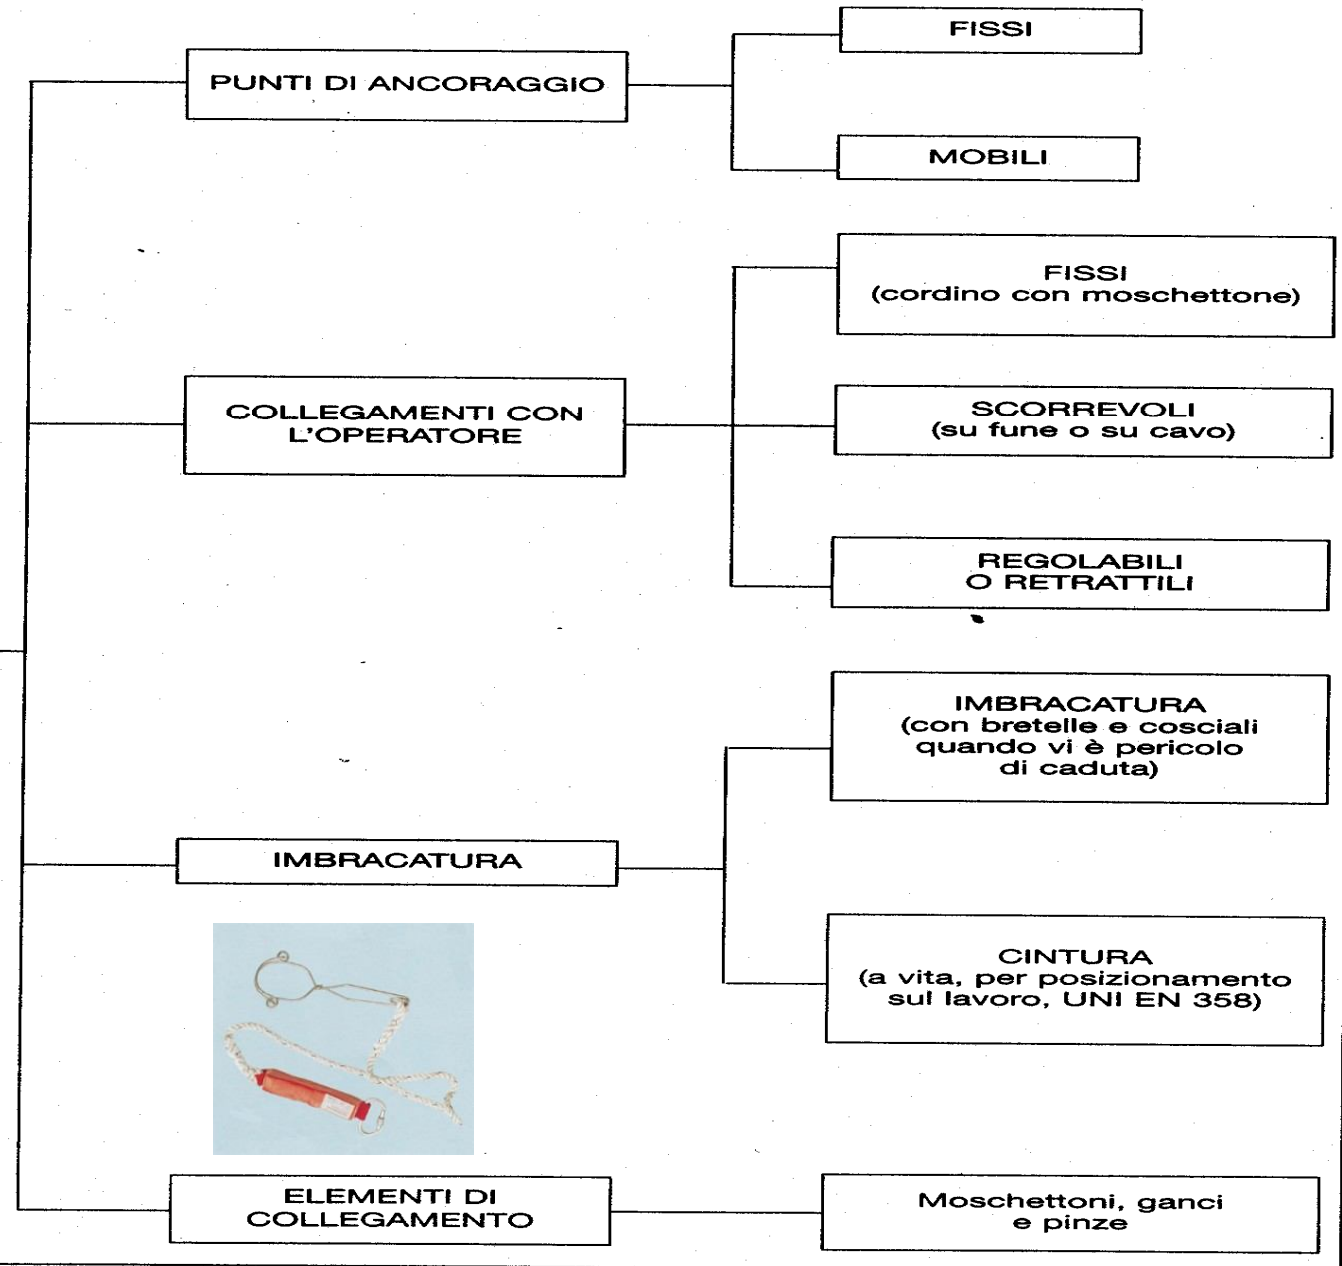 FISSI
PUNTI DI ANCORAGGIO
MOBILI
FISSI
(cordino con moschettone)
COLLEGAMENTI CON
L'OPERATORE
SCORREVOLI
(su fune o su cavo)
REGOLABILI
O RETRATTILI
IMBRACATURA
(con bretelle e cosciali
quando vi è pericolo
di caduta)
IMBRACATURA
CINTURA
(a vita, per posizionamento
sul lavoro, UNI EN 358)
ELEMENTI DI
COLLEGAMENTO
Moschettoni, ganci
e pinze